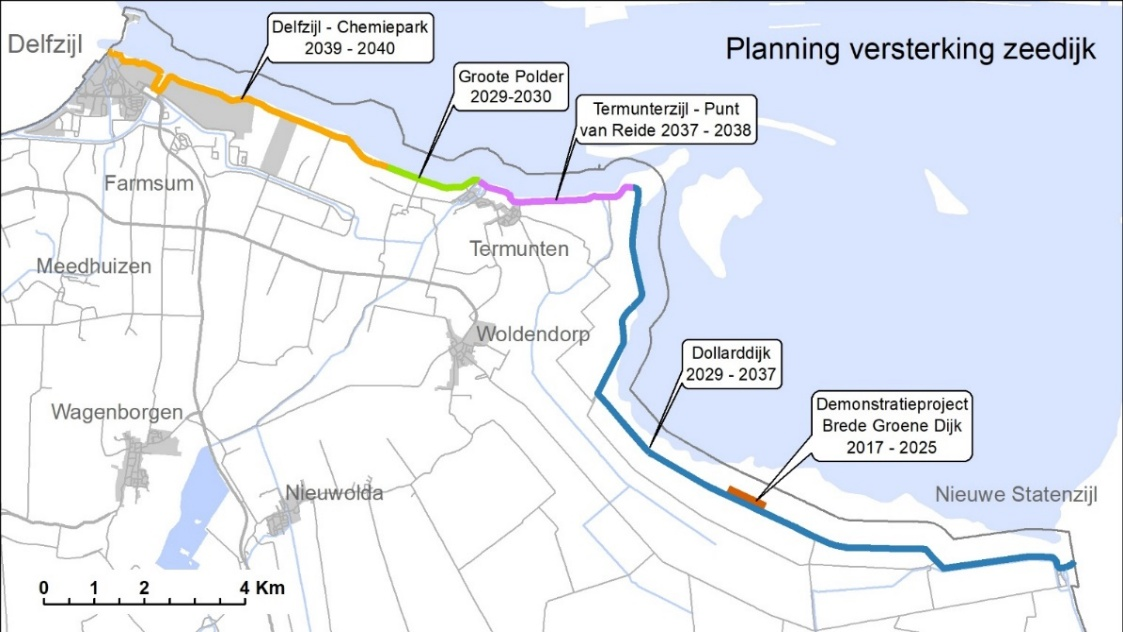 Planning versterking zeedijk
Delfzijl
Delfzijl - Chemiepark
2039 - 2040
Groote Polder
2029-2030
Termunterzijl - Punt
van Reide 2037 - 2038
Farmsum
Termunten
Meedhuizen
Woldendorp
Dollarddijk
2029 - 2037
Wagenborgen
Demonstratieproject
Brede Groene Dijk
2017 - 2025
Nieuwolda
Nieuwe Statenzijl
0 1 2 4 Km